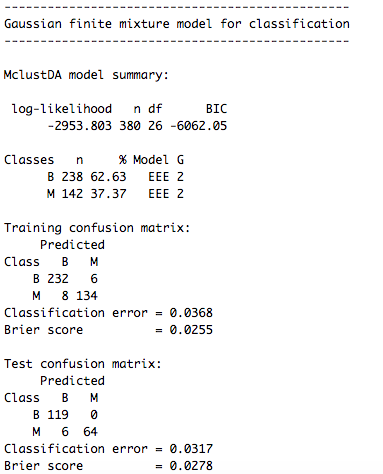 ------------------------------------------------
Gaussian finite mixture model for classification
------------------------------------------------
MclustDA model summary:
log-likelihood n df BIC
-2953.803 380 26 -6062.05
Classes n % Model G
B 238 62.63 EEE 2
M 142 37.37 EEE 2
Training confusion matrix:
Predicted
Class B M
B 232 6
M 8 134
Classification error = 0.0368
Brier score = 0.0255
Test confusion matrix:
Predicted
Class B M
B 119 0
M 6 64
Classification error = 0.0317
Brier score = 0.0278